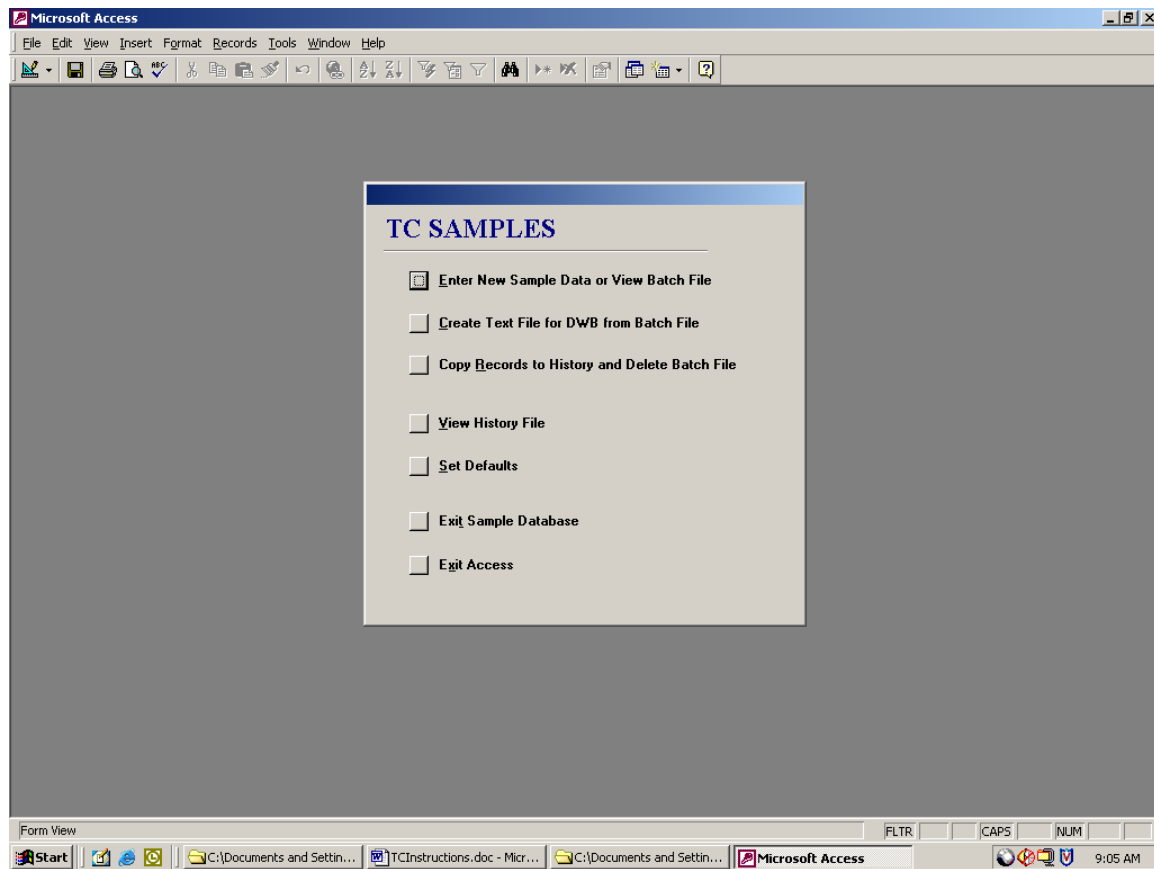 Microsoft Access
File Edit View Insert Format Records Tools Window Help
TC SAMPLES
Enter New Sample Data or View Batch File
Create Text File for DWB from Batch File
Copy Records to History and Delete Batch File
View History File
Set Defaults
Exit Sample Database
Exit Access
Form View FLTR CAPS NUM
Start C:\Documents and Settin... TCInstructions.doc - Micr... C:\Documents and Settin... Microsoft Access 9:05 AM